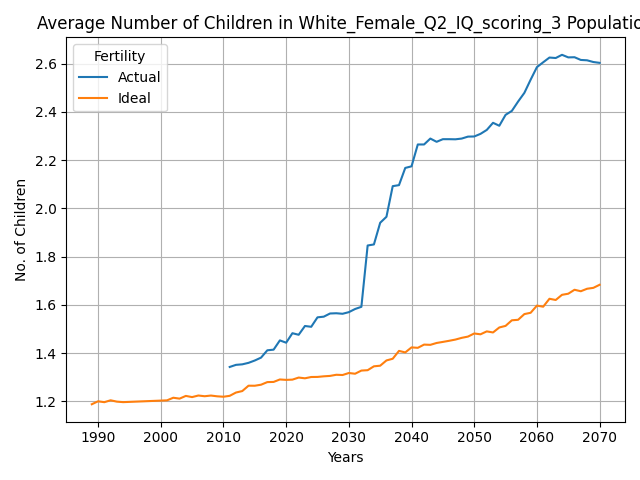 Average Number of Children in White_Female_Q2_IQ_scoring_3 Populatio
Fertility
Actual
Ideal
No. of Children
2.6
2.4
2.2
2.0
1.8
1.6
1.4
1.2
1990 2000 2010 2020 2030 2040 2050 2060 2070
Years